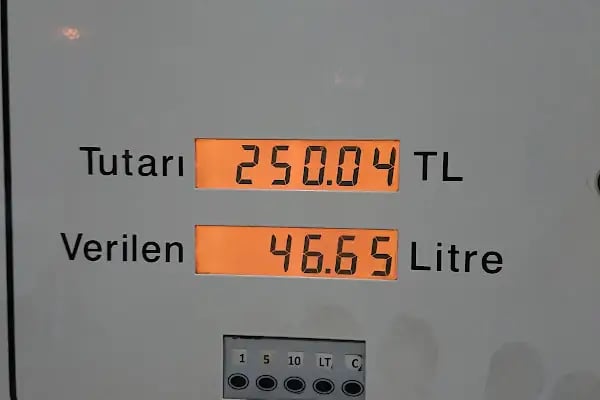 Tutarı 250.04 TL
Verilen 46.65 Litre
1 5 10 LT C